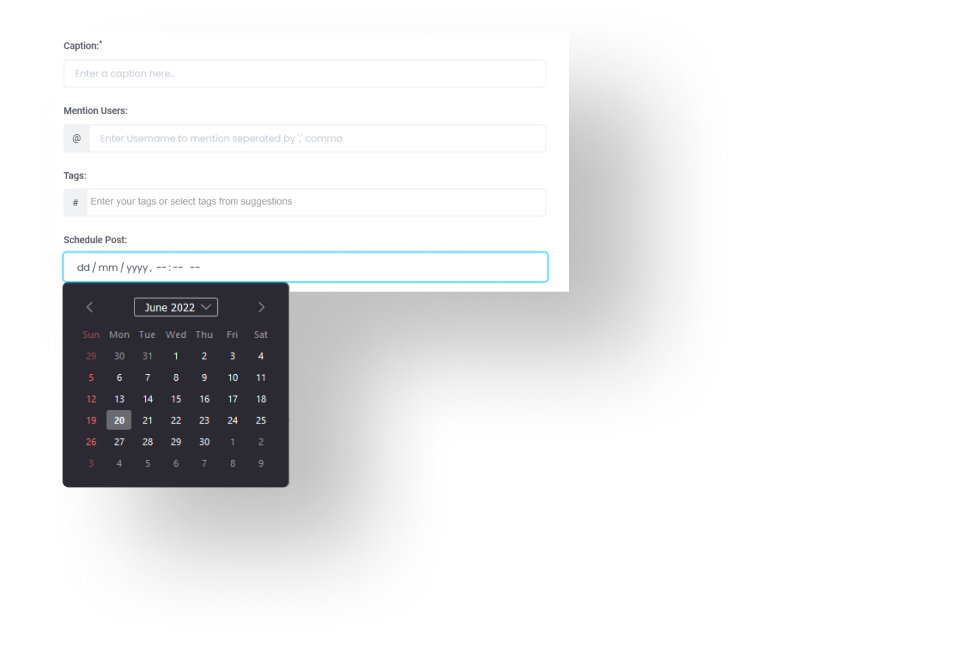 Caption:*
Enter a caption here..
Mention Users:
@ Enter Username to mention seperated by ',' comma
Tags:
# Enter your tags or select tags from suggestions
Schedule Post:
dd / mm / yyyy, --:-- --
June 2022
Sun Mon Tue Wed Thu Fri Sat
29 30 31 1 2 3 4
5 6 7 8 9 10 11
12 13 14 15 16 17 18
19 20 21 22 23 24 25
26 27 28 29 30 1 2
3 4 5 6 7 8 9